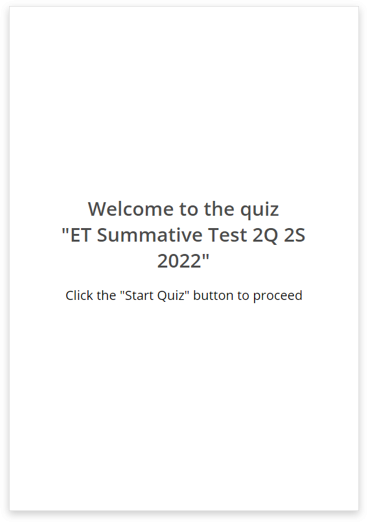 Welcome to the quiz
"ET Summative Test 2Q 2S
2022"
Click the "Start Quiz" button to proceed